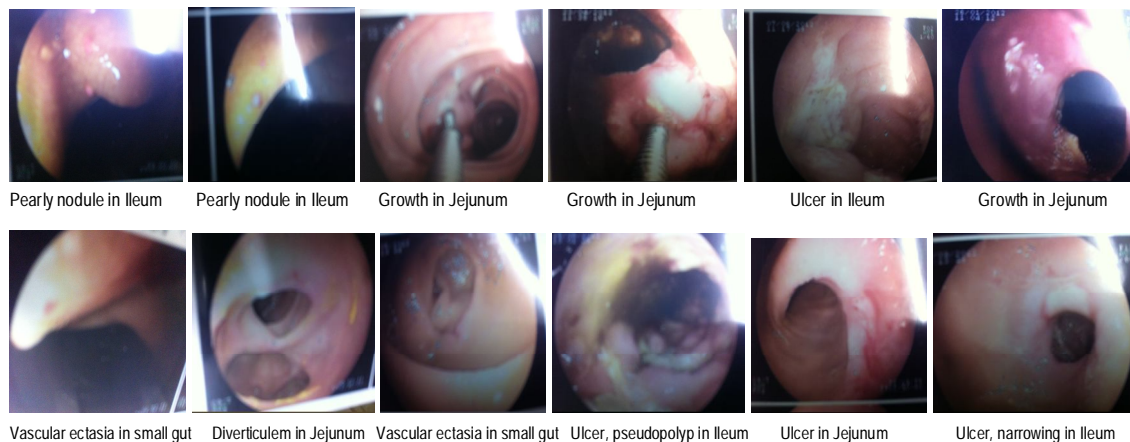 Pearly nodule in Ileum
Pearly nodule in Ileum
Growth in Jejunum
Growth in Jejunum
Ulcer in Ileum
Growth in Jejunum
Vascular ectasia in small gut
Diverticulem in Jejunum
Vascular ectasia in small gut
Ulcer, pseudopolyp in Ileum
Ulcer in Jejunum
Ulcer, narrowing in Ileum